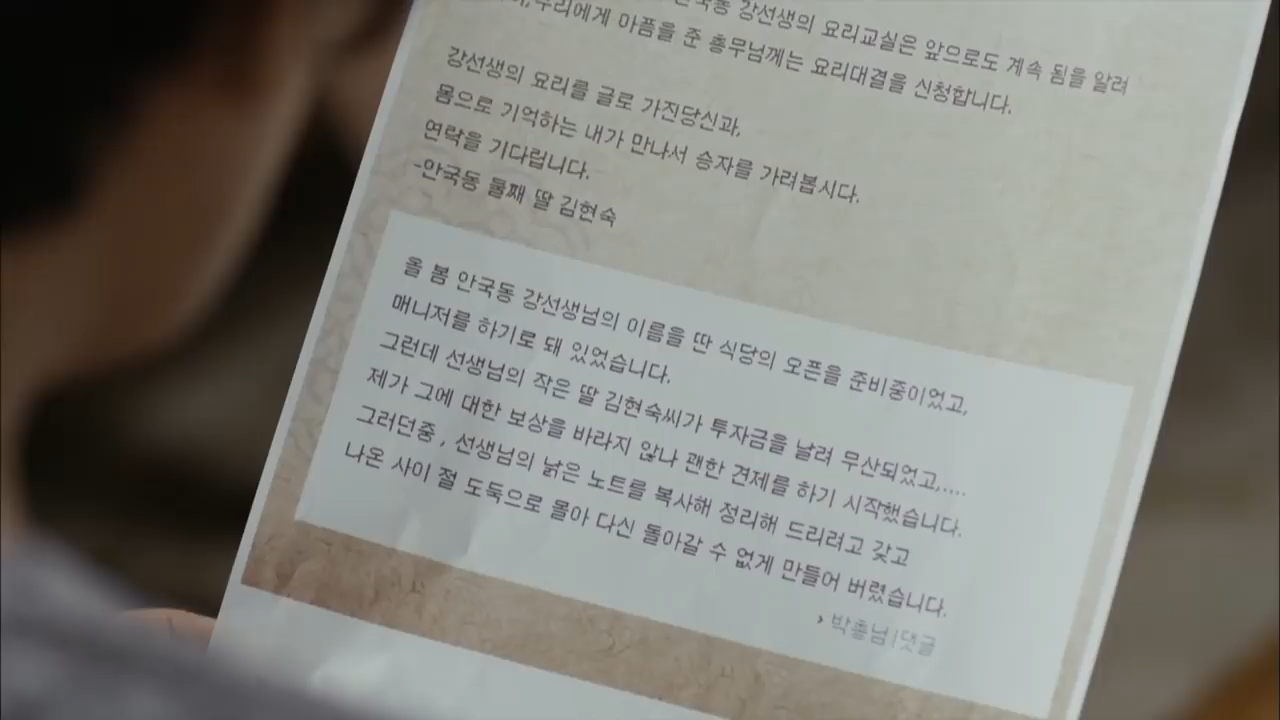 강선생의 요리교실은 앞으로도 계속 됨을 알려
우리에게 마픔을 준 총무님께는 요리대결을 신청합니다.
강선생의 요리를 글로 가진당신과,
몸으로 기억하는 내가 만나서 승자를 가려봅시다.
연락을 기다립니다.
-안국동 둘째 딸 김현숙
올 봄 안국동 강선생님의 이름을 딴 식당의 오픈을 준비중이었고,
매니저를 하기로 돼 있었습니다.
그런데 선생님의 작은 딸 김현숙씨가 투자금을 날려 무산되었고,....
제가 그에 대한 보상을 바라지 않나 괜한 견제를 하기 시작했습니다.
그러던중, 선생님의 낡은 노트를 복사해 정리해 드리려고 갖고
나온 사이 절 도둑으로 몰아 다신 돌아갈 수 없게 만들어 버렸습니다.
› 박총님|댓글